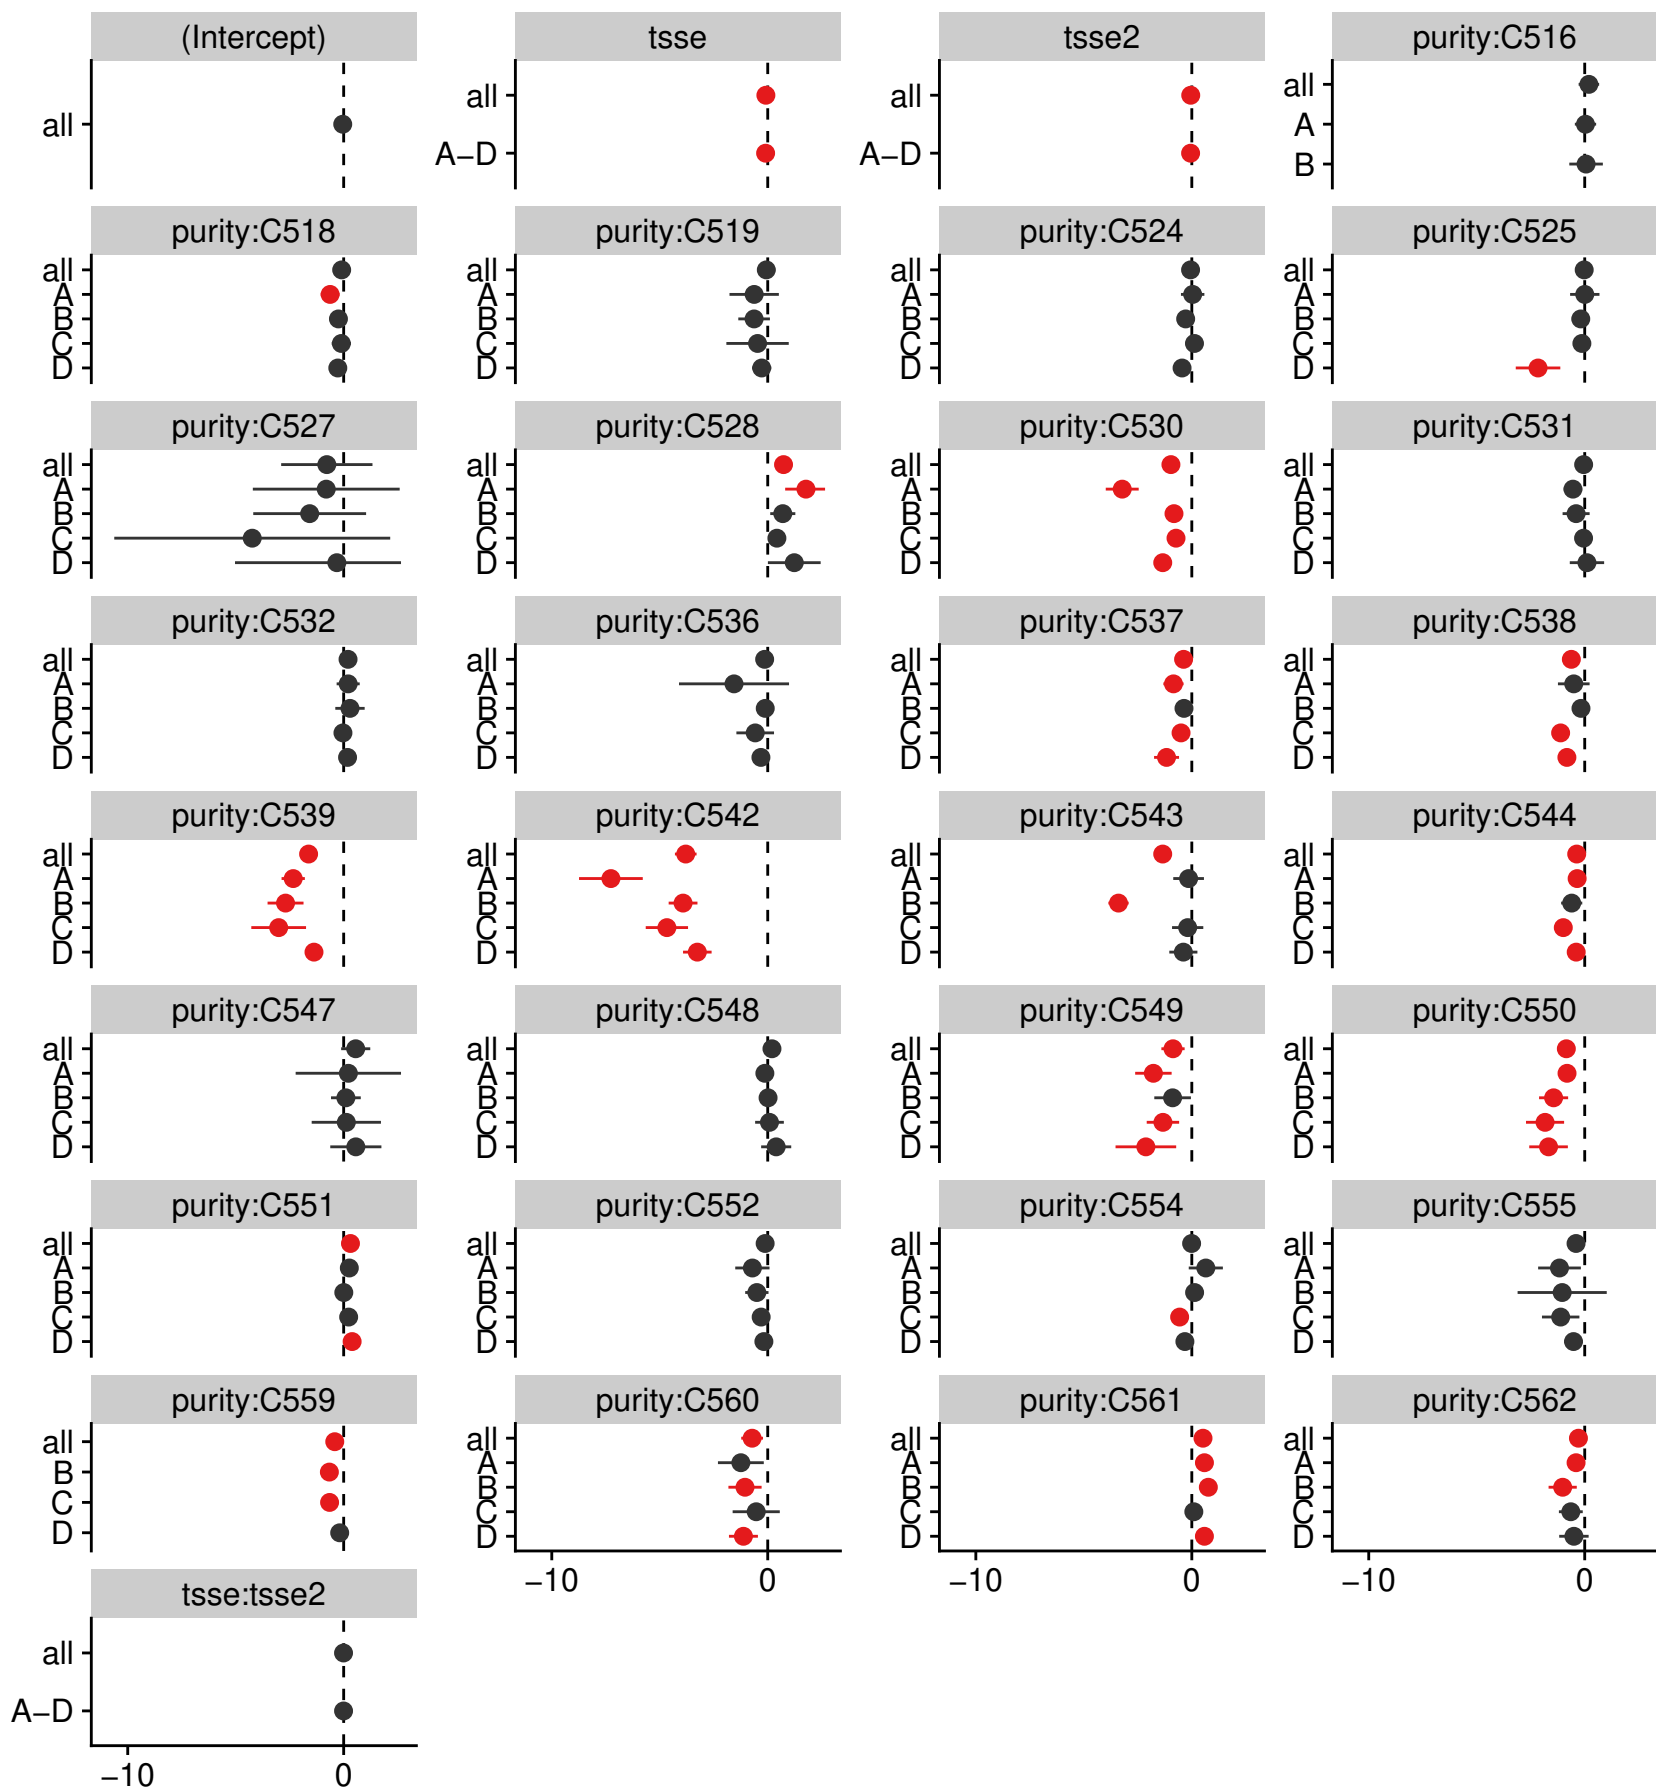 (Intercept) tsse tsse2 purity:C516
all
all
A−D
all
A−D
all
A
B
purity:C518 purity:C519 purity:C524 purity:C525
all
A
B
C
D
all
A
B
C
D
all
A
B
C
D
all
A
B
C
D
purity:C527 purity:C528 purity:C530 purity:C531
all
A
B
C
D
all
A
B
C
D
all
A
B
C
D
all
A
B
C
D
purity:C532 purity:C536 purity:C537 purity:C538
all
A
B
C
D
all
A
B
C
D
all
A
B
C
D
all
A
B
C
D
purity:C539 purity:C542 purity:C543 purity:C544
all
A
B
C
D
all
A
B
C
D
all
A
B
C
D
all
A
B
C
D
purity:C547 purity:C548 purity:C549 purity:C550
all
A
B
C
D
all
A
B
C
D
all
A
B
C
D
all
A
B
C
D
purity:C551 purity:C552 purity:C554 purity:C555
all
A
B
C
D
all
A
B
C
D
all
A
B
C
D
all
A
B
C
D
purity:C559 purity:C560 purity:C561 purity:C562
all
B
C
D
all
A
B
C
D
all
A
B
C
D
all
A
B
C
D
−10 0 −10 0 −10 0
tsse:tsse2
all
A−D
−10 0